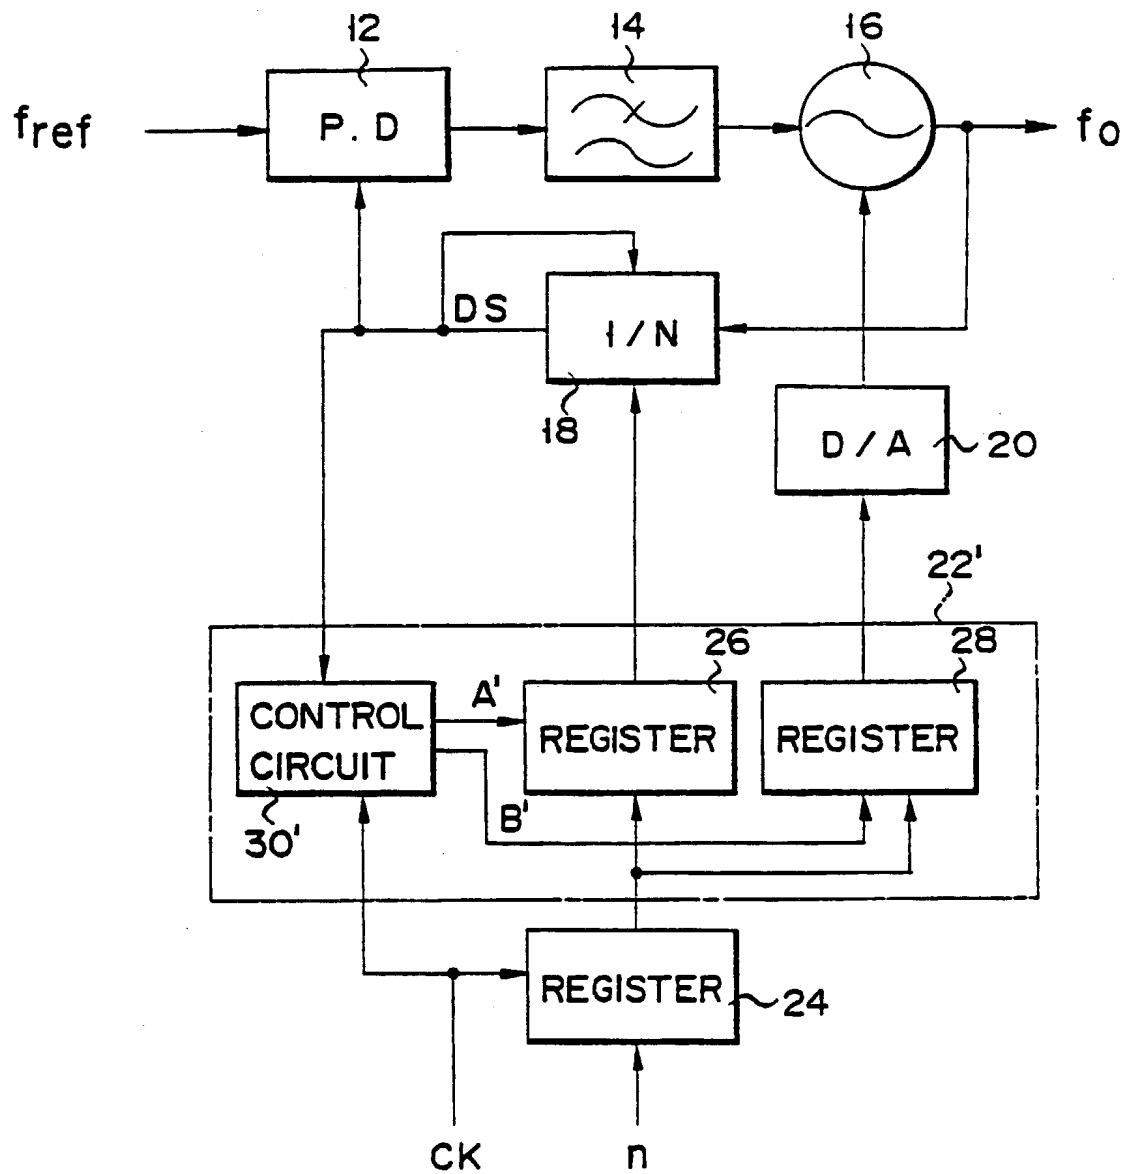 12
14
16
fref
P. D
fo
DS
1/N
18
D/A
20
22'
26
28
CONTROL
CIRCUIT
A'
REGISTER
REGISTER
30'
B'
REGISTER
24
CK
n